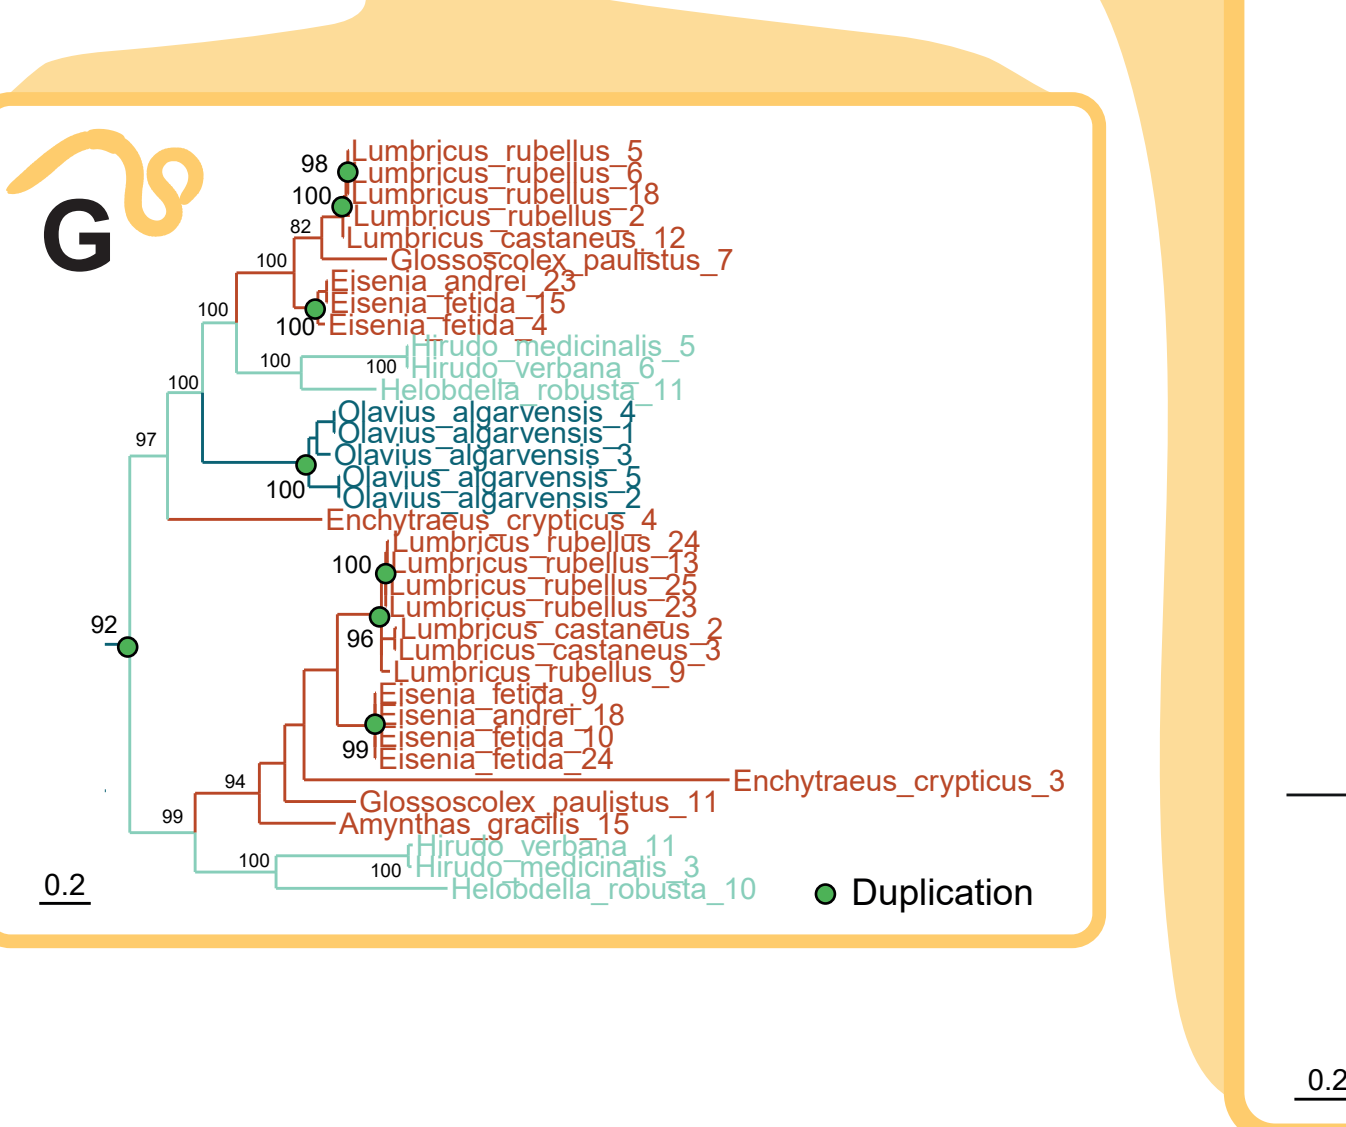 G
98
Lumbricus_rubellus_5
Lumbricus_rubellus_6
100
Lumbricus_rubellus_18
Lumbricus_rubellus_2
82
Lumbricus_castaneus_12
100
Glossoscolex_paulistus_7
Eisenia_andrei_23
Eisenia_fetida_15
100
100
Eisenia_fetida_4
Hirudo_medicinalis_5
100
100
Hirudo_verbana_6
100
Helobdella_robusta_11
Olavius_algarvensis_4
97
Olavius_algarvensis_1
Olavius_algarvensis_3
Olavius_algarvensis_5
100
Olavius_algarvensis_2
Enchytraeus_crypticus_4
Lumbricus_rubellus_24
100
Lumbricus_rubellus_13
Lumbricus_rubellus_25
Lumbricus_rubellus_23
92
96
Lumbricus_castaneus_2
Lumbricus_castaneus_3
Lumbricus_rubellus_9
Eisenia_fetida_9
Eisenia_andrei_18
Eisenia_fetida_10
99
Eisenia_fetida_24
94
Enchytraeus_crypticus_3
Glossoscolex_paulistus_11
99
Amynthas_gracilis_15
Hirudo_verbana_11
100
100
Hirudo_medicinalis_3
Helobdella_robusta_10
0.2
Duplication
0.2